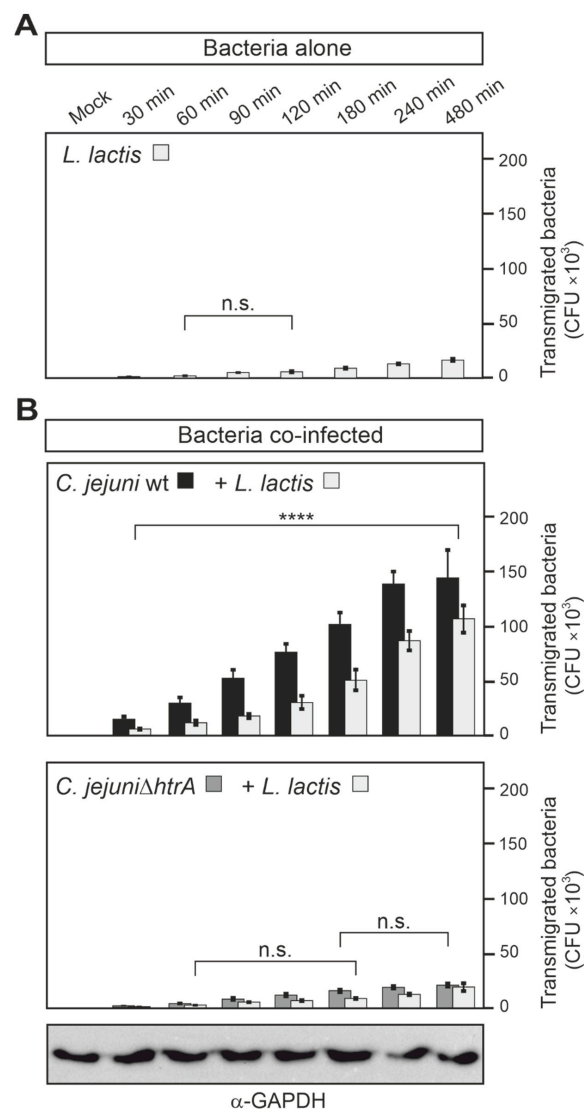 A
Bacteria alone
Mock 30 min 60 min 90 min 120 min 180 min 240 min 480 min
L. lactis
200
150
100
50
0
Transmigrated bacteria
(CFU ×10³)
n.s.
B
Bacteria co-infected
C. jejuni wt + L. lactis
****
200
150
100
50
0
Transmigrated bacteria
(CFU ×10³)
C. jejuniΔhtrA + L. lactis
200
150
100
50
0
Transmigrated bacteria
(CFU ×10³)
n.s.
n.s.
α-GAPDH